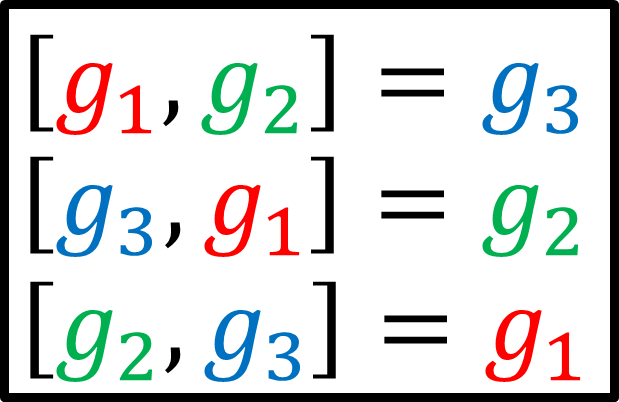 [g₁, g₂] = g₃
[g₃, g₁] = g₂
[g₂, g₃] = g₁